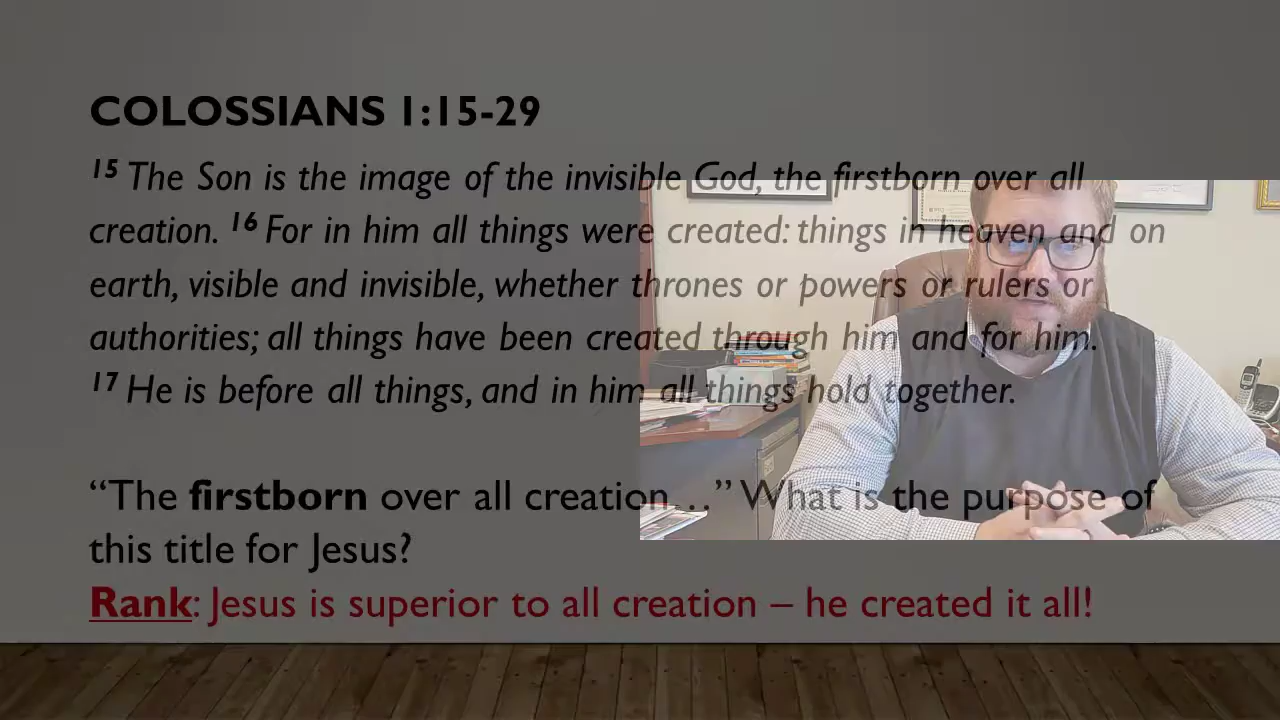 COLOSSIANS 1:15-29
15 The Son is the image of the invisible God, the firstborn over all
creation. 16 For in him all things were created: things in heaven and on
earth, visible and invisible, whether thrones or powers or rulers or
authorities; all things have been created through him and for him.
17 He is before all things, and in him all things hold together.
“The firstborn over all creation…” What is the purpose of
this title for Jesus?
Rank: Jesus is superior to all creation – he created it all!